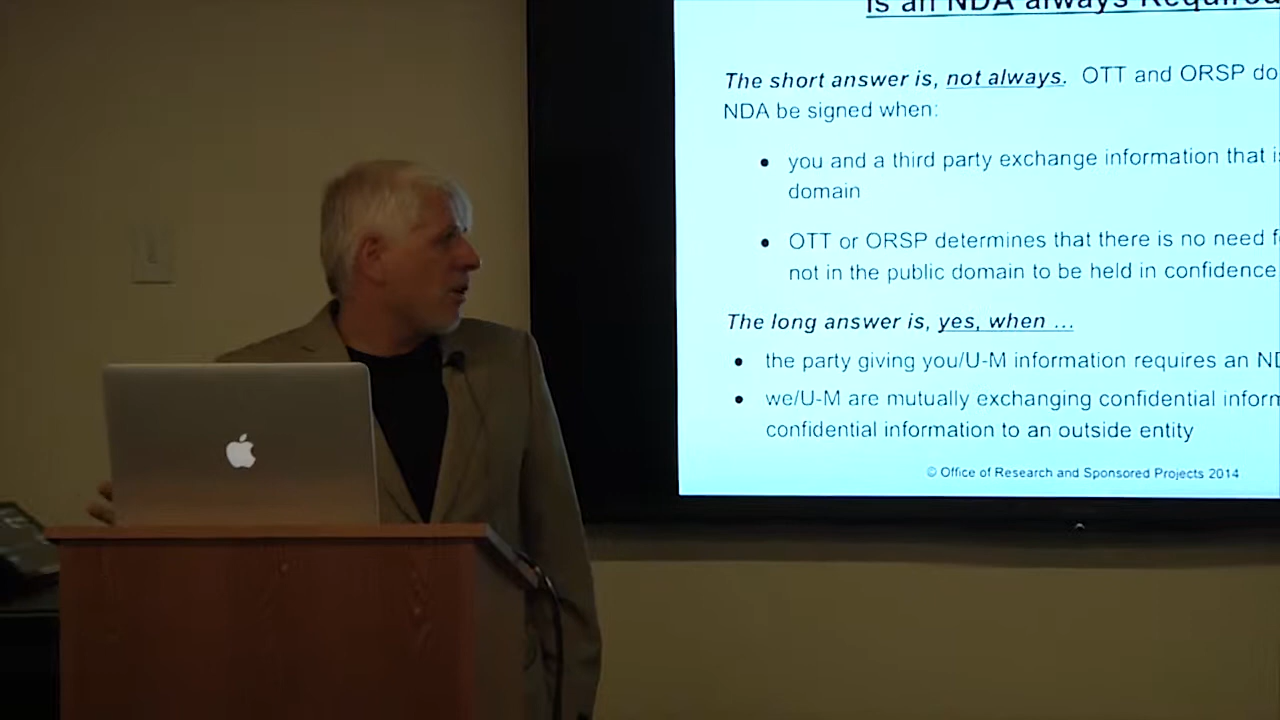 is an NDA always Required
The short answer is, not always. OTT and ORSP do
NDA be signed when:
• you and a third party exchange information that is
domain
• OTT or ORSP determines that there is no need f
not in the public domain to be held in confidence
The long answer is, yes, when ...
• the party giving you/U-M information requires an ND
• we/U-M are mutually exchanging confidential inform
confidential information to an outside entity
© Office of Research and Sponsored Projects 2014